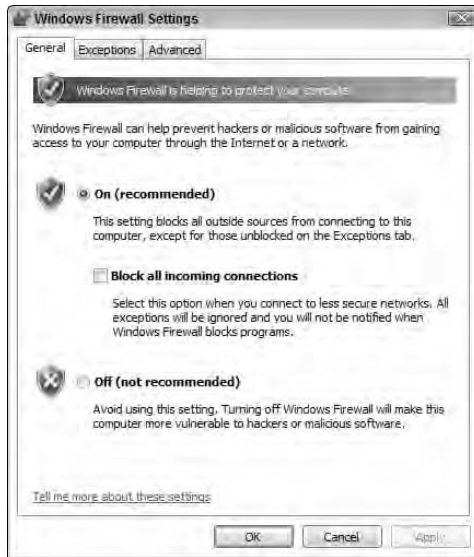 Windows Firewall Settings
General Exceptions Advanced
Windows Firewall is helping to protect your computer
Windows Firewall can help prevent hackers or malicious software from gaining
access to your computer through the Internet or a network.
On (recommended)
This setting blocks all outside sources from connecting to this
computer, except for those unblocked on the Exceptions tab.
Block all incoming connections
Select this option when you connect to less secure networks. All
exceptions will be ignored and you will not be notified when
Windows Firewall blocks programs.
Off (not recommended)
Avoid using this setting. Turning off Windows Firewall will make this
computer more vulnerable to hackers or malicious software.
Tell me more about these settings
OK Cancel Apply